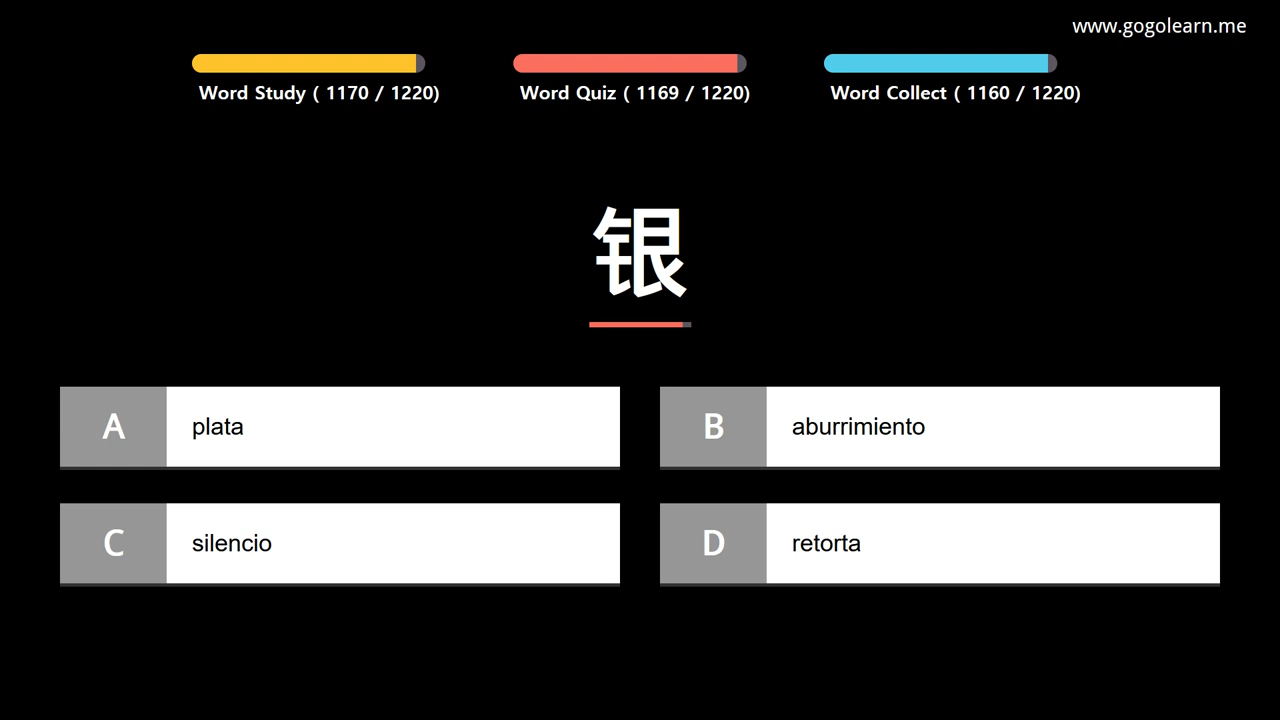 www.gogolearn.me
Word Study ( 1170 / 1220)
Word Quiz ( 1169 / 1220)
Word Collect ( 1160 / 1220)
银
A plata
B aburrimiento
C silencio
D retorta